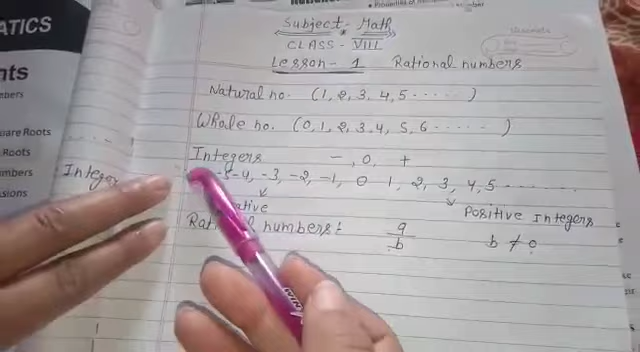 Subject - Math
CLASS - VIII
Lesson - 1 Rational numbers
Natural no. (1, 2, 3, 4, 5 ......)
Whole no. (0, 1, 2, 3, 4, 5, 6 ......)
Integers -, 0, +
-5 -4, -3, -2, -1, 0 1, 2, 3, 4, 5 ......
Positive Integers
numbers: a/b b ≠ 0
ATICS
Roots